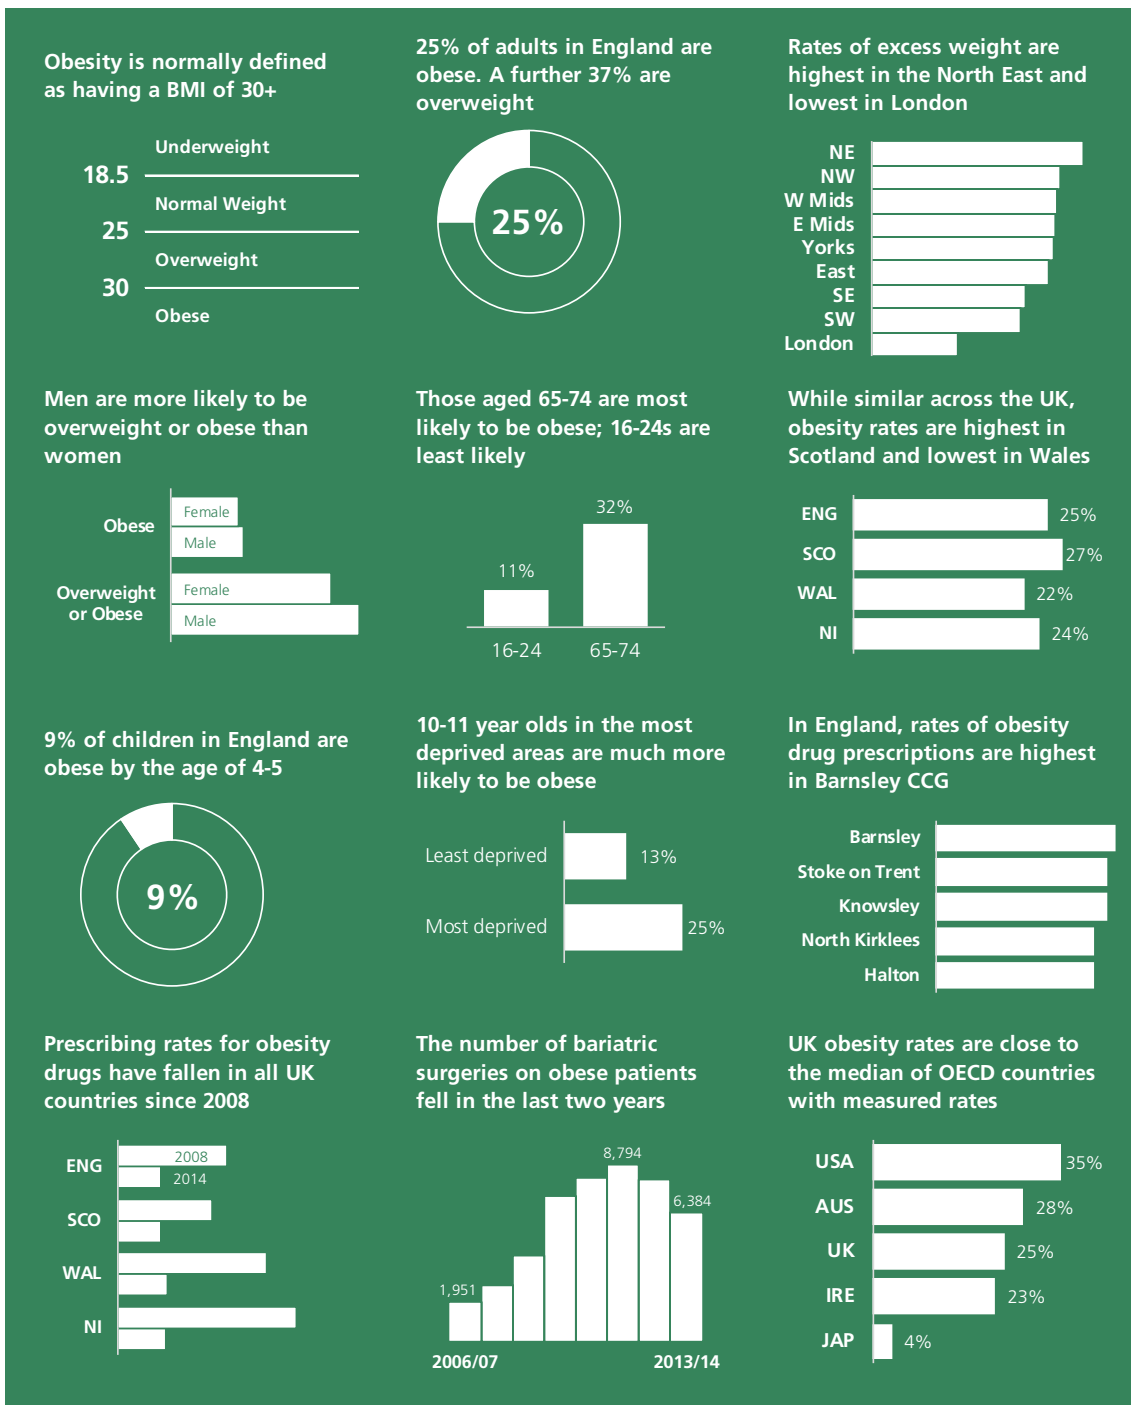 Obesity is normally defined
as having a BMI of 30+
Underweight
18.5
Normal Weight
25
Overweight
30
Obese
25% of adults in England are
obese. A further 37% are
overweight
25%
Rates of excess weight are
highest in the North East and
lowest in London
NE
NW
W Mids
E Mids
Yorks
East
SE
SW
London
Men are more likely to be
overweight or obese than
women
Obese
Female
Male
Overweight
or Obese
Female
Male
Those aged 65-74 are most
likely to be obese; 16-24s are
least likely
11%
32%
16-24
65-74
While similar across the UK,
obesity rates are highest in
Scotland and lowest in Wales
ENG 25%
SCO 27%
WAL 22%
NI 24%
9% of children in England are
obese by the age of 4-5
9%
10-11 year olds in the most
deprived areas are much more
likely to be obese
Least deprived 13%
Most deprived 25%
In England, rates of obesity
drug prescriptions are highest
in Barnsley CCG
Barnsley
Stoke on Trent
Knowsley
North Kirklees
Halton
Prescribing rates for obesity
drugs have fallen in all UK
countries since 2008
ENG
2008
2014
SCO
WAL
NI
The number of bariatric
surgeries on obese patients
fell in the last two years
1,951
8,794
6,384
2006/07
2013/14
UK obesity rates are close to
the median of OECD countries
with measured rates
USA 35%
AUS 28%
UK 25%
IRE 23%
JAP 4%